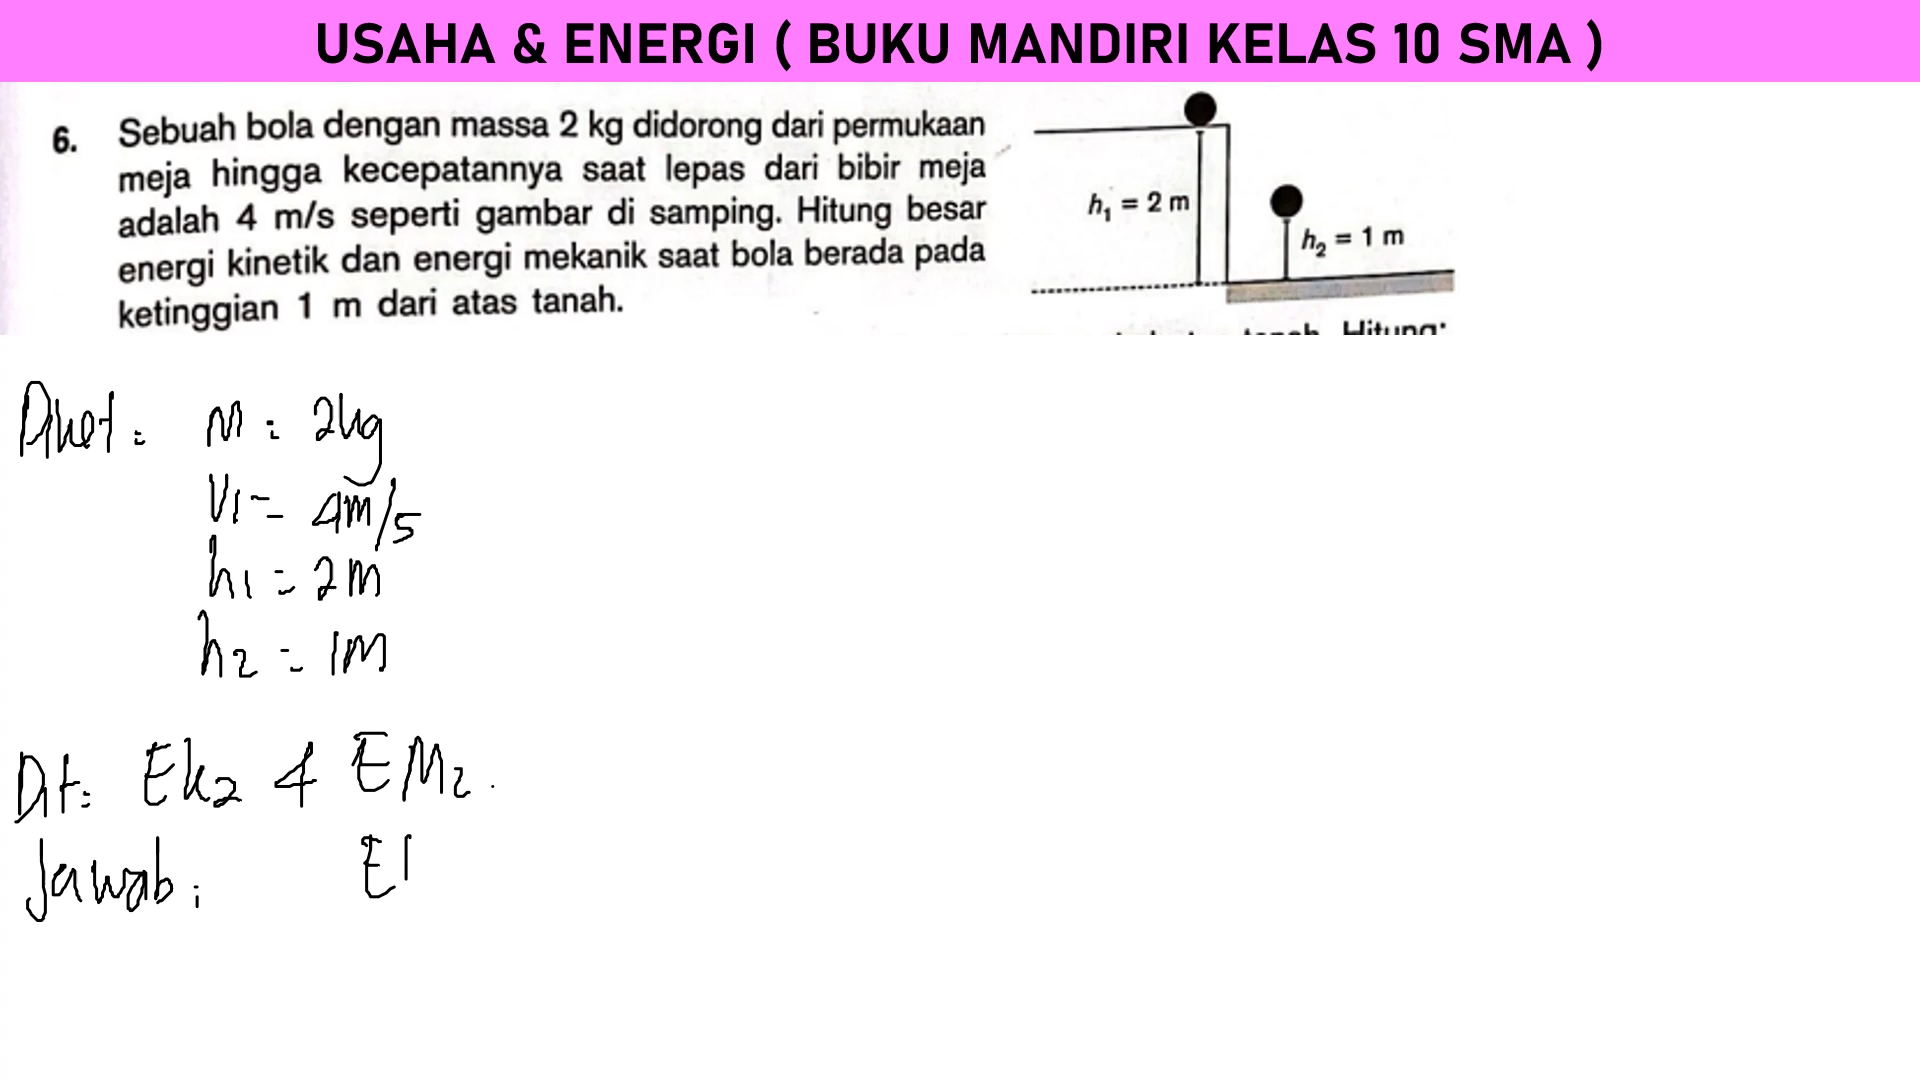 USAHA & ENERGI ( BUKU MANDIRI KELAS 10 SMA )
6. Sebuah bola dengan massa 2 kg didorong dari permukaan
meja hingga kecepatannya saat lepas dari bibir meja
adalah 4 m/s seperti gambar di samping. Hitung besar
energi kinetik dan energi mekanik saat bola berada pada
ketinggian 1 m dari atas tanah.
h₁ = 2 m
h₂ = 1 m
Hitung:
Dket: m: 2kg
V1 = 4m/s
h1 = 2m
h2 = 1m
Dit: Ek2 & EM2.
Jawab: